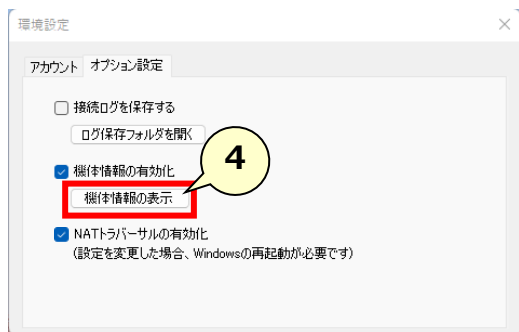 環境設定
アカウント オプション設定
接続ログを保存する
ログ保存フォルダを開く
4
機体情報の有効化
機体情報の表示
NATトラバーサルの有効化
(設定を変更した場合、Windowsの再起動が必要です)